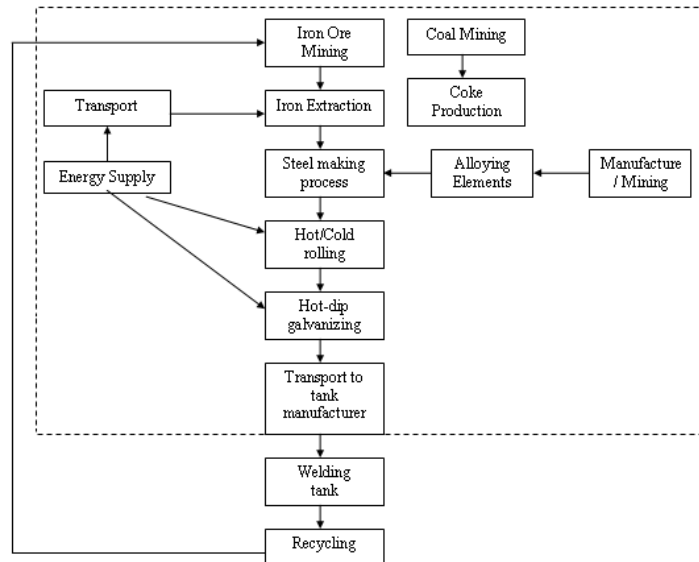 Iron Ore
Mining
Coal Mining
Transport
Iron Extraction
Coke
Production
Energy Supply
Steel making
process
Alloying
Elements
Manufacture
/ Mining
Hot/Cold
rolling
Hot-dip
galvanizing
Transport to
tank
manufacturer
Welding
tank
Recycling